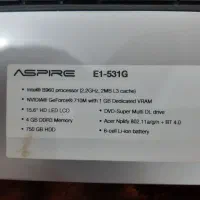 ASPIRE E1-531G
Intel® B960 processor (2.2GHz, 2MB L3 cache)
NVIDIA® GeForce® 710M with 1 GB Dedicated VRAM
15.6" HD LED LCD
DVD-Super Multi DL drive
4 GB DDR3 Memory
Acer Nplify 802.11a/g/n + BT 4.0
750 GB HDD
6-cell Li-ion battery